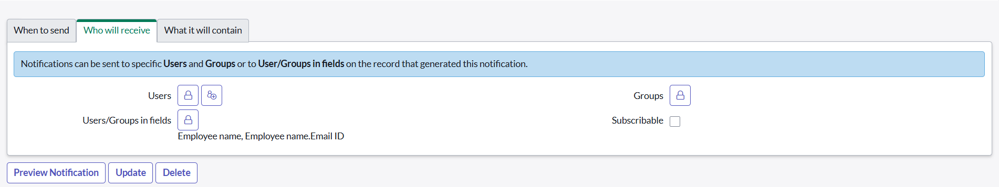 When to send
Who will receive
What it will contain
Notifications can be sent to specific Users and Groups or to User/Groups in fields on the record that generated this notification.
Users
Groups
Users/Groups in fields
Subscribable
Employee name, Employee name.Email ID
Preview Notification
Update
Delete